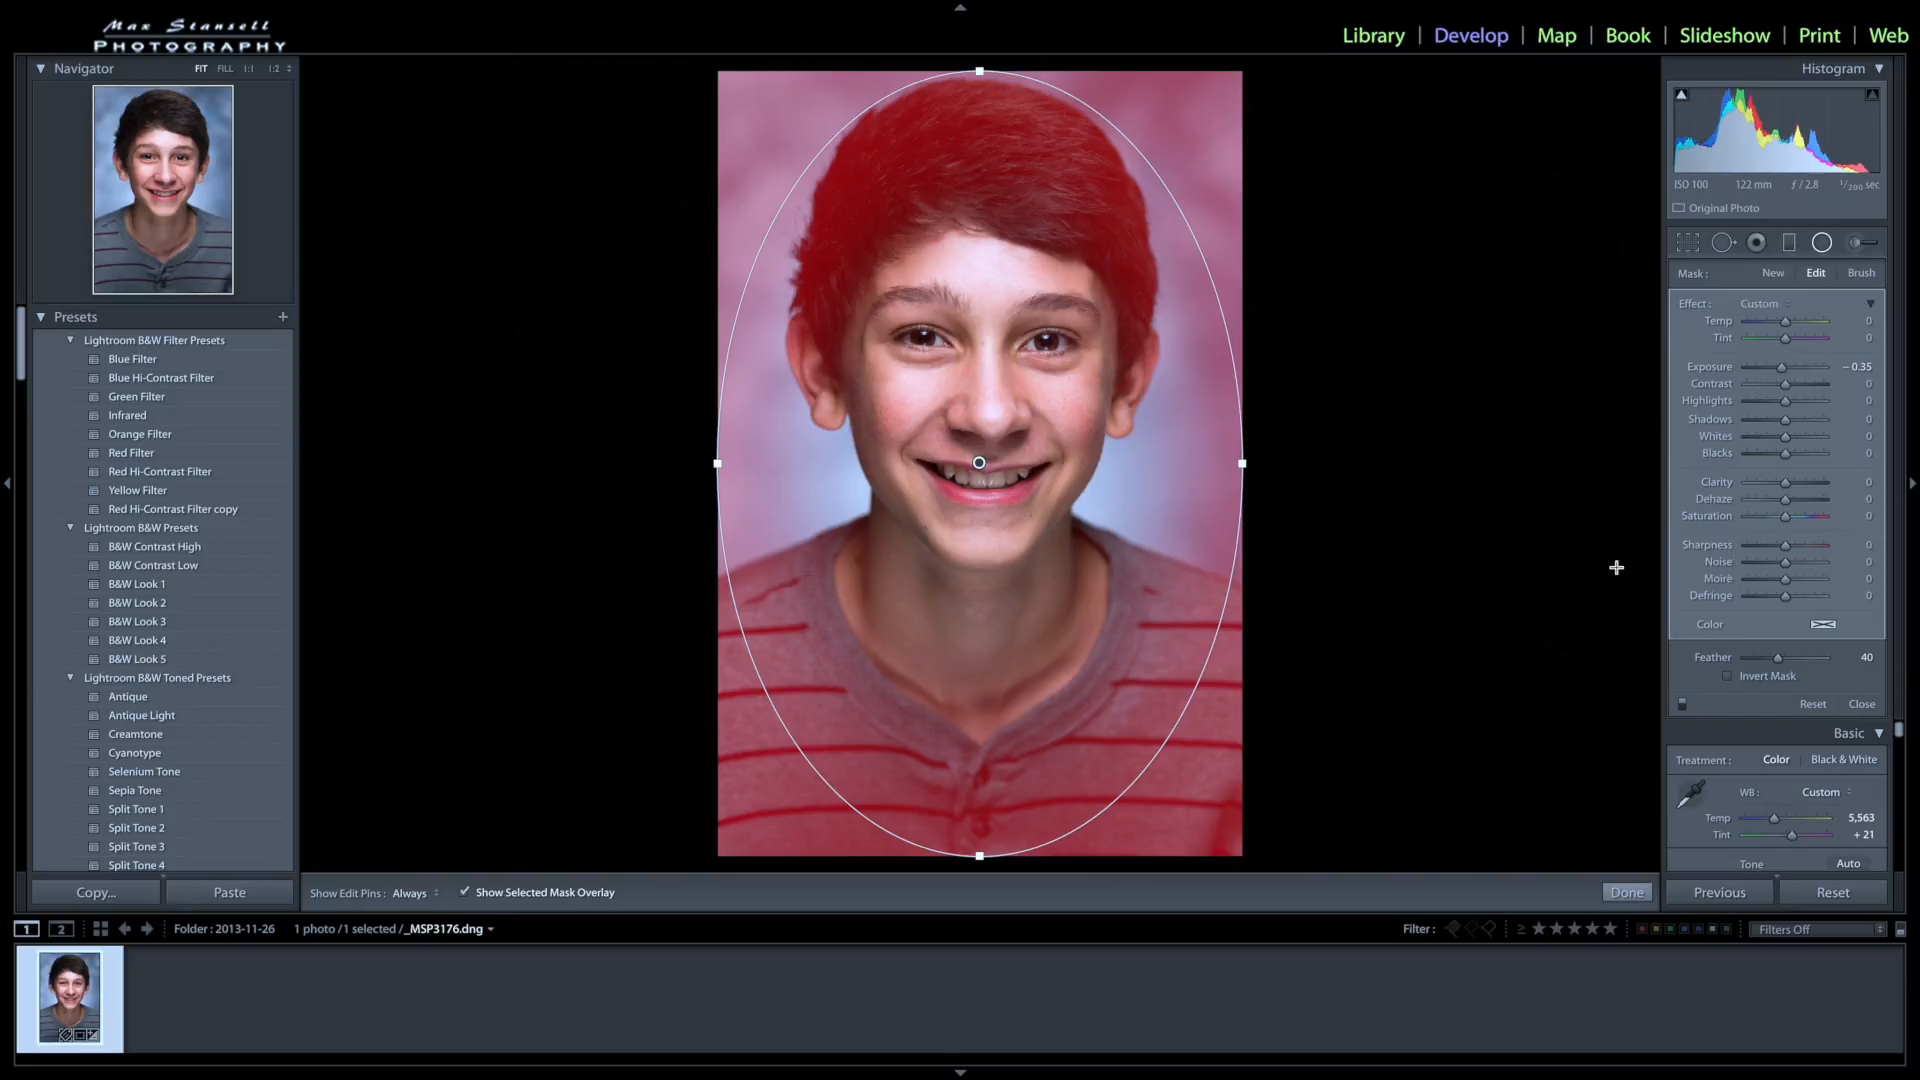 Max Stansell
PHOTOGRAPHY
Library | Develop | Map | Book | Slideshow | Print | Web
Navigator FIT FILL 1:1 1:2
Presets +
Lightroom B&W Filter Presets
Blue Filter
Blue Hi-Contrast Filter
Green Filter
Infrared
Orange Filter
Red Filter
Red Hi-Contrast Filter
Yellow Filter
Red Hi-Contrast Filter copy
Lightroom B&W Presets
B&W Contrast High
B&W Contrast Low
B&W Look 1
B&W Look 2
B&W Look 3
B&W Look 4
B&W Look 5
Lightroom B&W Toned Presets
Antique
Antique Light
Creamtone
Cyanotype
Selenium Tone
Sepia Tone
Split Tone 1
Split Tone 2
Split Tone 3
Split Tone 4
Copy... Paste
Show Edit Pins : Always Show Selected Mask Overlay Done
Histogram
ISO 100 122 mm ƒ / 2.8 1/200 sec
Original Photo
Mask : New Edit Brush
Effect : Custom
Temp 0
Tint 0
Exposure – 0.35
Contrast 0
Highlights 0
Shadows 0
Whites 0
Blacks 0
Clarity 0
Dehaze 0
Saturation 0
Sharpness 0
Noise 0
Moiré 0
Defringe 0
Color
Feather 40
Invert Mask
Reset Close
Basic
Treatment : Color | Black & White
WB : Custom
Temp 5,563
Tint + 21
Tone Auto
Previous Reset
1 2 Folder : 2013-11-26 1 photo /1 selected /_MSP3176.dng Filter : ≥ ★★★★★ Filters Off